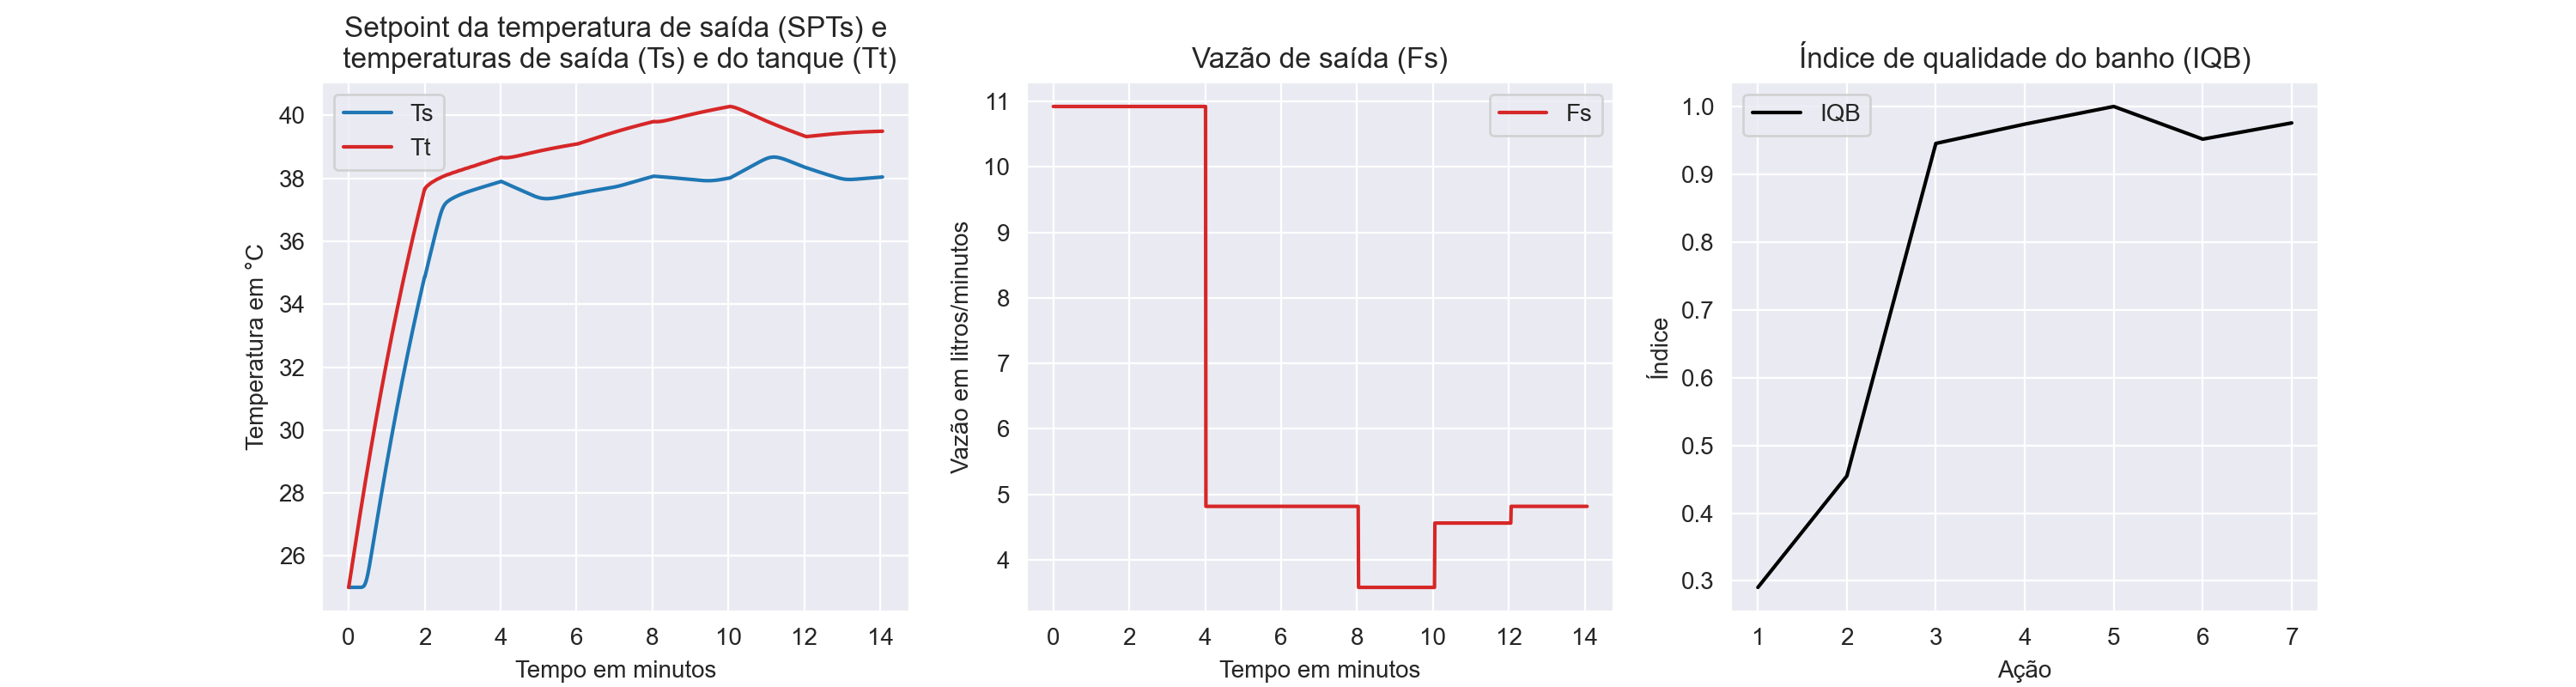 Setpoint da temperatura de saída (SPTs) e
temperaturas de saída (Ts) e do tanque (Tt)
Ts
Tt
40
38
36
34
32
30
28
26
Temperatura em °C
0 2 4 6 8 10 12 14
Tempo em minutos
Vazão de saída (Fs)
Fs
11
10
9
8
7
6
5
4
Vazão em litros/minutos
0 2 4 6 8 10 12 14
Tempo em minutos
Índice de qualidade do banho (IQB)
IQB
1.0
0.9
0.8
0.7
0.6
0.5
0.4
0.3
Índice
1 2 3 4 5 6 7
Ação